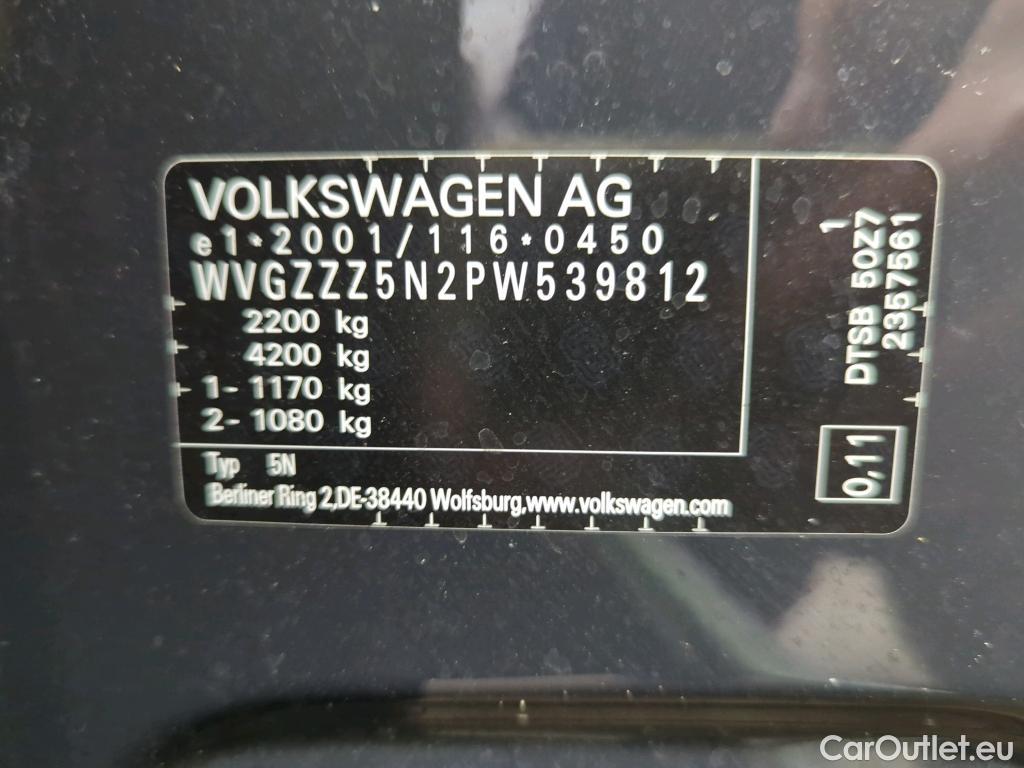 VOLKSWAGEN AG
e1*2001/116*0450
WVGZZZ5N2PW539812
2200 kg
4200 kg
1- 1170 kg
2- 1080 kg
Typ 5N
Berliner Ring 2,DE-38440 Wolfsburg,www.volkswagen.com
1
DTSB 50Z7
2357561
0,11
CarOutlet.eu